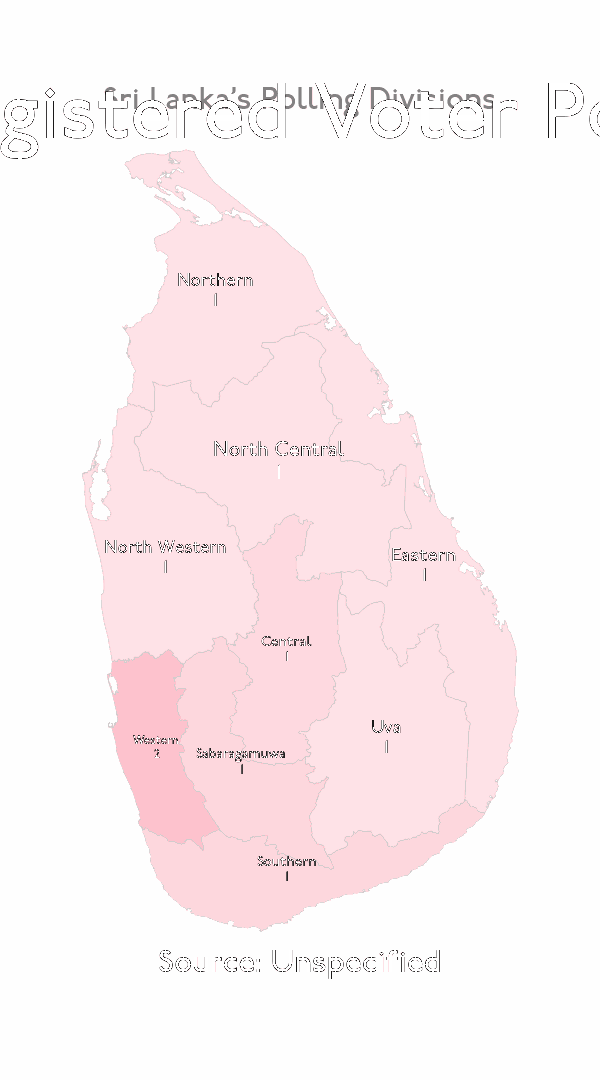 Sri Lanka's Polling Divisions
gistered Voter Po
Northern
1
North Central
1
North Western
1
Eastern
1
Central
1
Uva
1
Western
2
Sabaragamuwa
1
Southern
1
Source: Unspecified